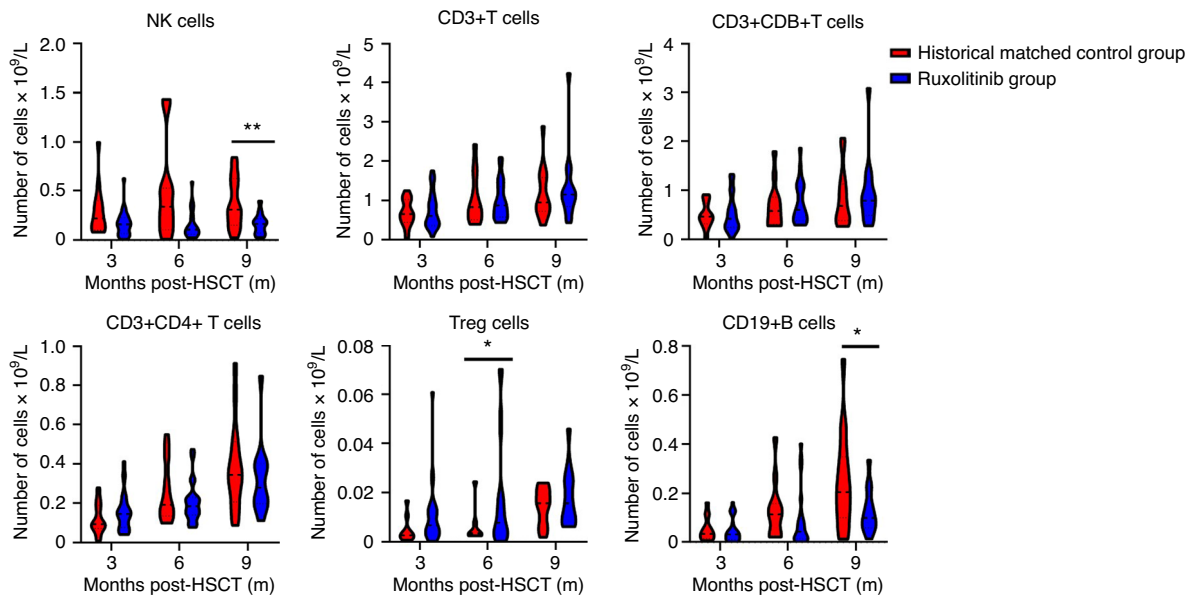 NK cells
Number of cells × 10⁹/L
2.0
1.5
1.0
0.5
0
**
3 6 9
Months post-HSCT (m)
CD3+T cells
Number of cells × 10⁹/L
5
4
3
2
1
0
3 6 9
Months post-HSCT (m)
CD3+CDB+T cells
Number of cells × 10⁹/L
4
3
2
1
0
3 6 9
Months post-HSCT (m)
Historical matched control group
Ruxolitinib group
CD3+CD4+ T cells
Number of cells × 10⁹/L
1.0
0.8
0.6
0.4
0.2
0
3 6 9
Months post-HSCT (m)
Treg cells
Number of cells × 10⁹/L
0.08
0.06
0.04
0.02
0
*
3 6 9
Months post-HSCT (m)
CD19+B cells
Number of cells × 10⁹/L
0.8
0.6
0.4
0.2
0
*
3 6 9
Months post-HSCT (m)